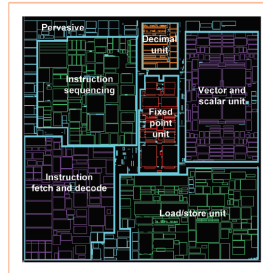 Pervasive
Decimal
unit
Instruction
sequencing
Vector and
scalar unit
Fixed
point
unit
Instruction
fetch and decode
Load/store unit